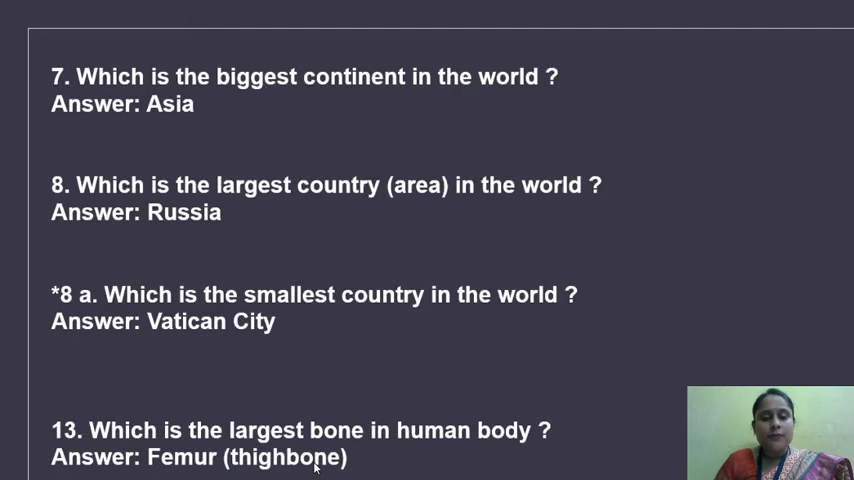 7. Which is the biggest continent in the world ?
Answer: Asia
8. Which is the largest country (area) in the world ?
Answer: Russia
*8 a. Which is the smallest country in the world ?
Answer: Vatican City
13. Which is the largest bone in human body ?
Answer: Femur (thighbone)